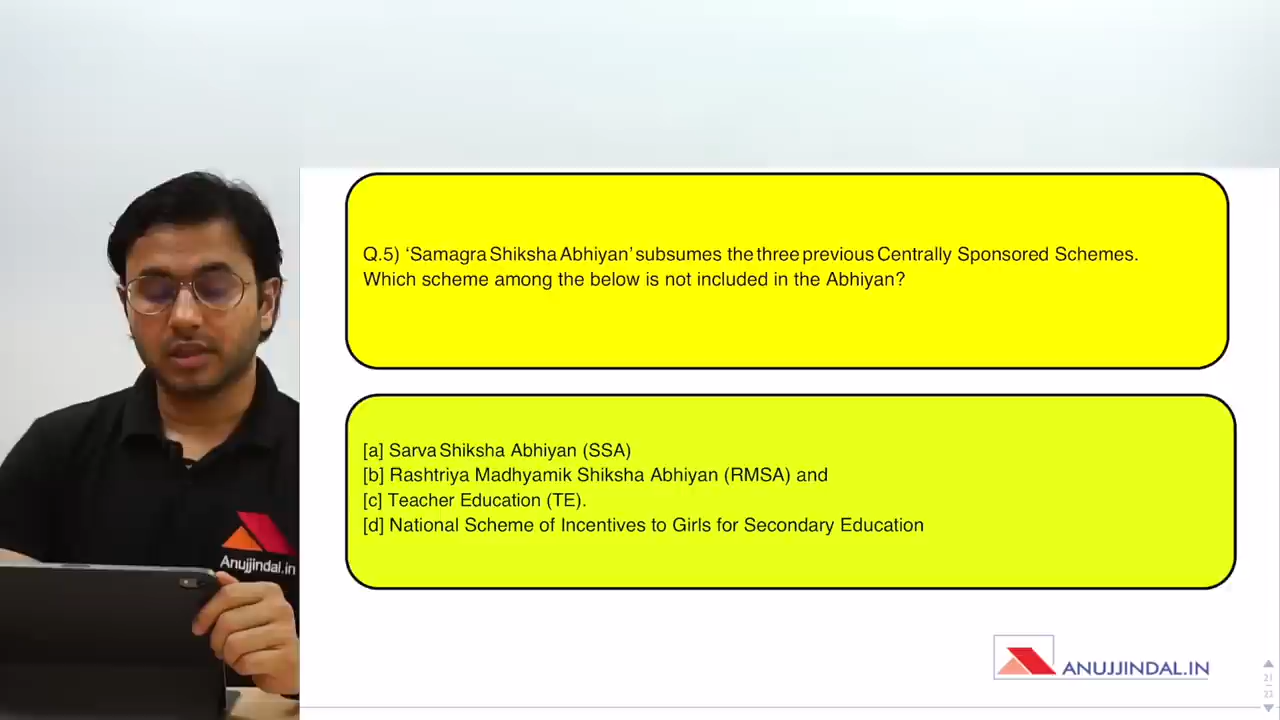 Q.5) ‘Samagra Shiksha Abhiyan’ subsumes the three previous Centrally Sponsored Schemes.
Which scheme among the below is not included in the Abhiyan?
[a] Sarva Shiksha Abhiyan (SSA)
[b] Rashtriya Madhyamik Shiksha Abhiyan (RMSA) and
[c] Teacher Education (TE).
[d] National Scheme of Incentives to Girls for Secondary Education
Anujjindal.in
ANUJJINDAL.IN
21
23